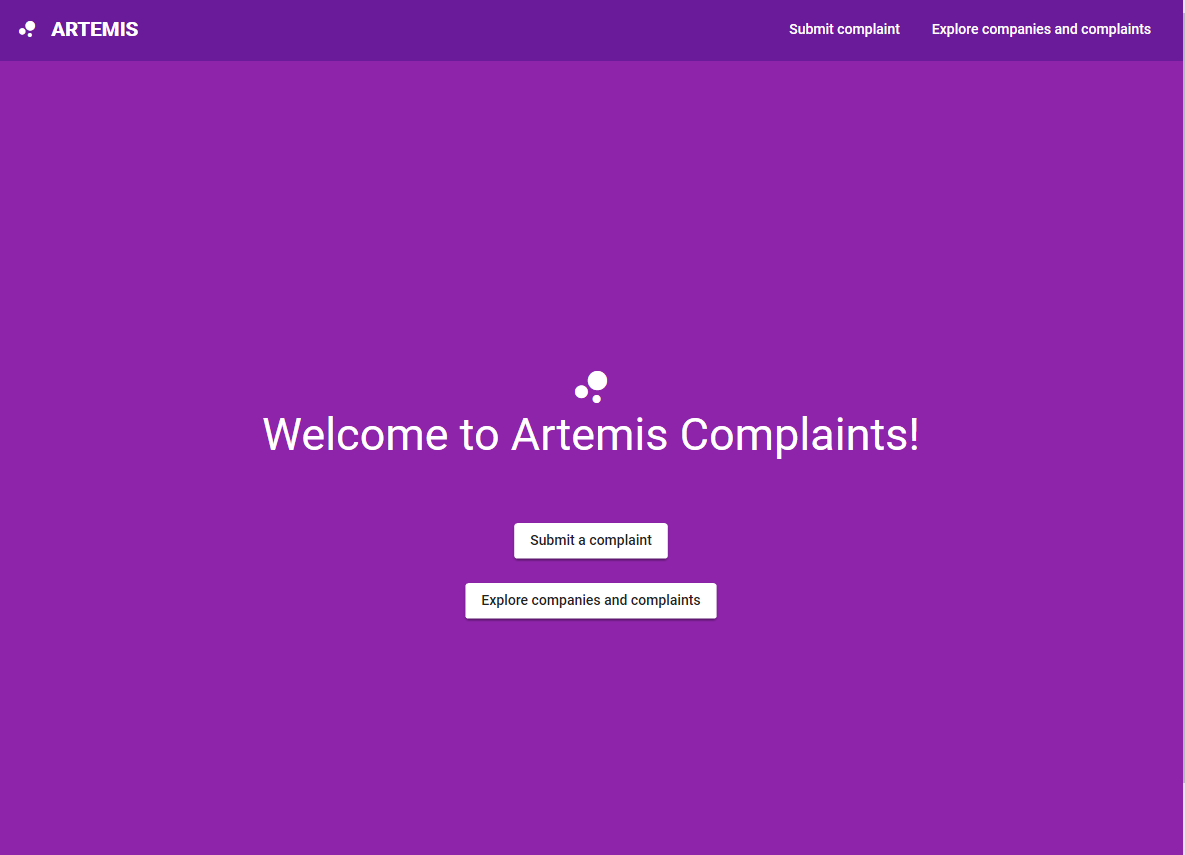 ARTEMIS
Submit complaint
Explore companies and complaints
Welcome to Artemis Complaints!
Submit a complaint
Explore companies and complaints